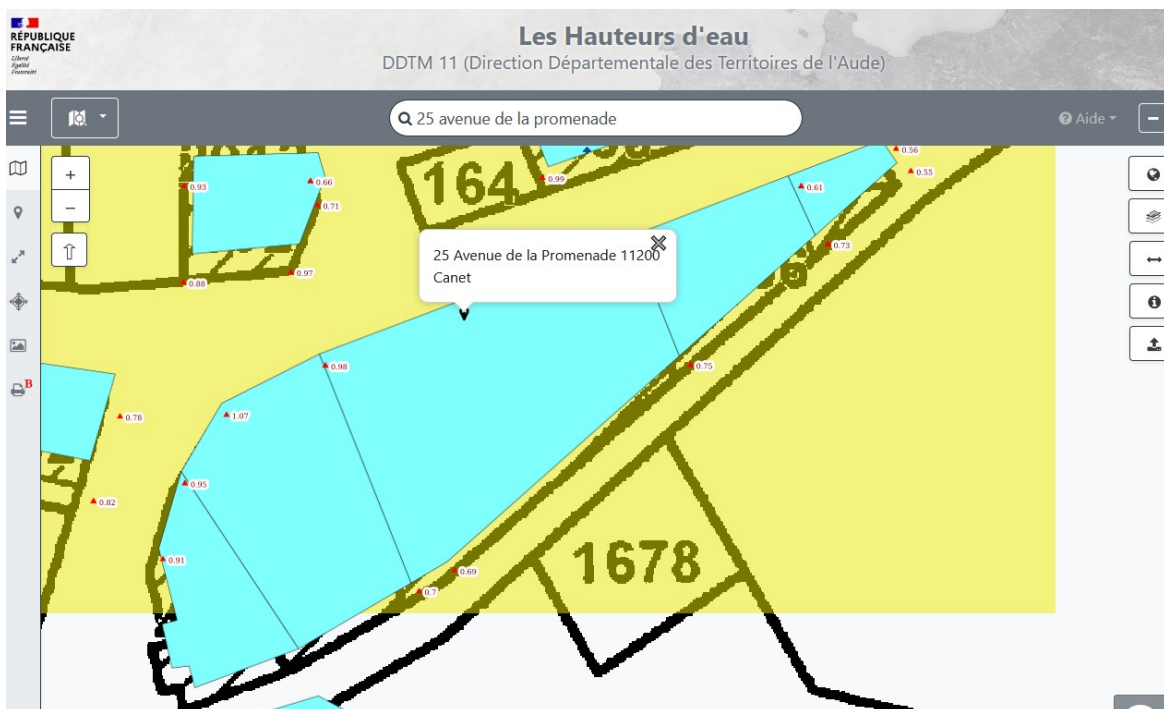 RÉPUBLIQUE
FRANÇAISE
Liberté
Égalité
Fraternité
Les Hauteurs d'eau
DDTM 11 (Direction Départementale des Territoires de l'Aude)
25 avenue de la promenade
Aide
0.56
0.93
0.66
164
0.99
0.55
0.61
0.71
0.73
25 Avenue de la Promenade 11200
Canet
0.97
0.88
0.98
0.75
B
0.78
1.07
0.95
0.82
0.91
0.69
1678
0.7